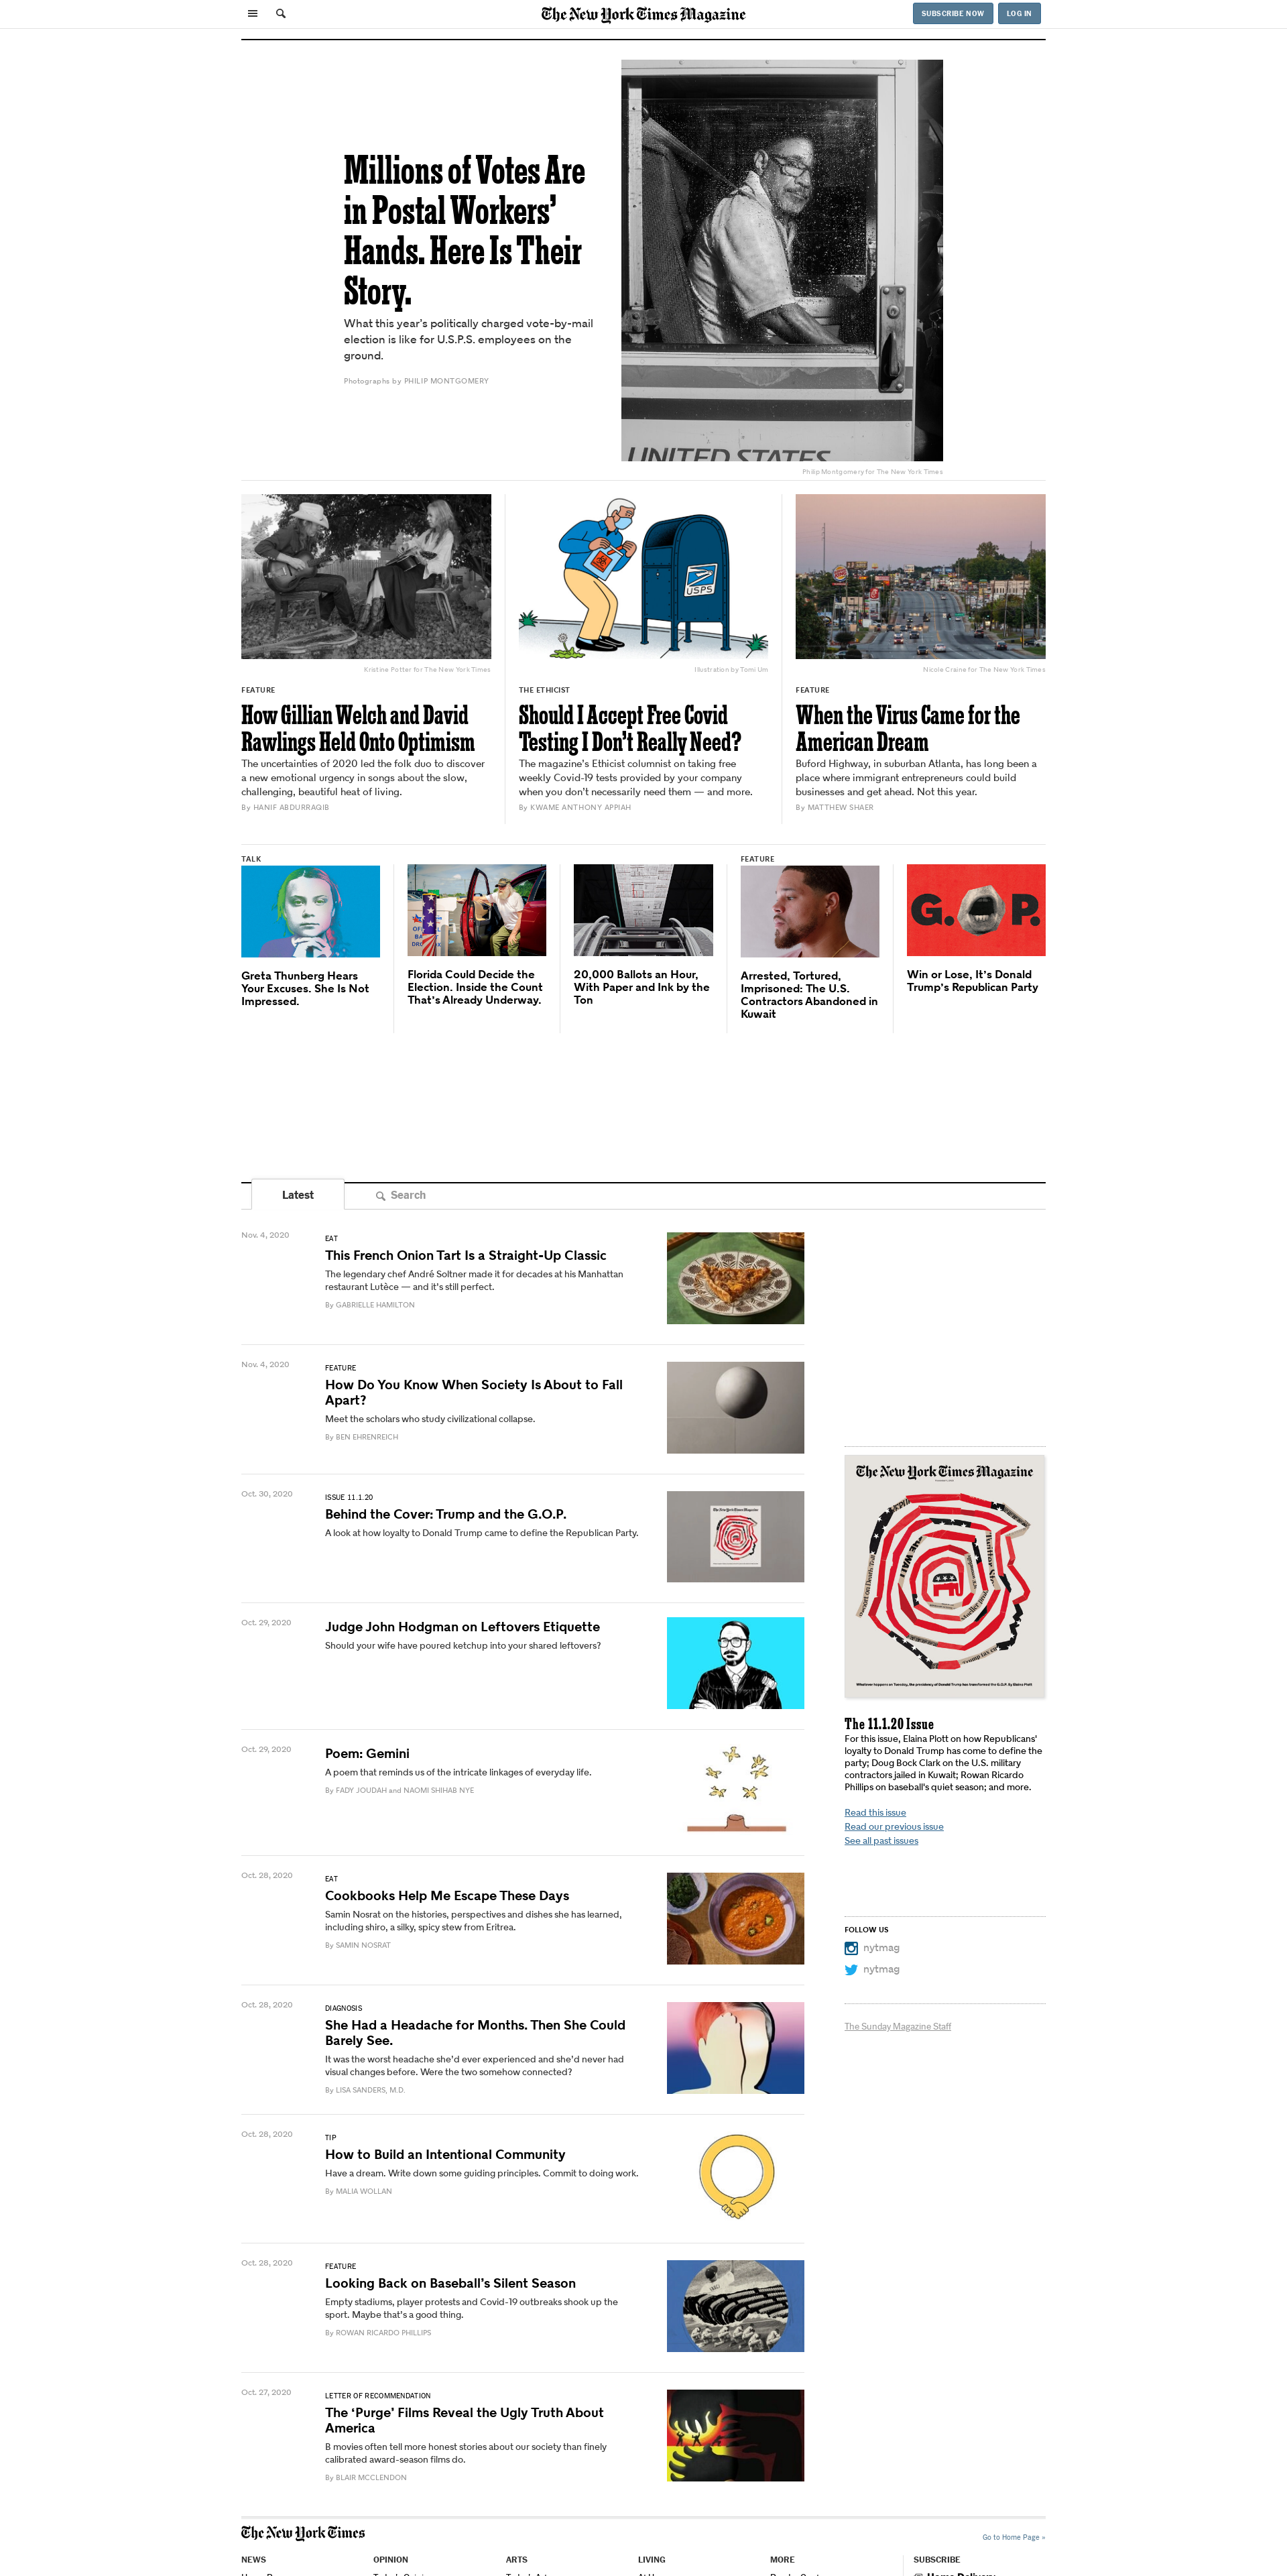 The New York Times Magazine
SUBSCRIBE NOW
LOG IN
Millions of Votes Are
in Postal Workers’
Hands. Here Is Their
Story.
What this year’s politically charged vote-by-mail
election is like for U.S.P.S. employees on the
ground.
Photographs by PHILIP MONTGOMERY
UNITED STATES
Philip Montgomery for The New York Times
Kristine Potter for The New York Times
FEATURE
How Gillian Welch and David
Rawlings Held Onto Optimism
The uncertainties of 2020 led the folk duo to discover
a new emotional urgency in songs about the slow,
challenging, beautiful heat of living.
By HANIF ABDURRAQIB
USPS
Illustration by Tomi Um
THE ETHICIST
Should I Accept Free Covid
Testing I Don’t Really Need?
The magazine’s Ethicist columnist on taking free
weekly Covid-19 tests provided by your company
when you don’t necessarily need them — and more.
By KWAME ANTHONY APPIAH
Nicole Craine for The New York Times
FEATURE
When the Virus Came for the
American Dream
Buford Highway, in suburban Atlanta, has long been a
place where immigrant entrepreneurs could build
businesses and get ahead. Not this year.
By MATTHEW SHAER
TALK
Greta Thunberg Hears
Your Excuses. She Is Not
Impressed.
Florida Could Decide the
Election. Inside the Count
That’s Already Underway.
20,000 Ballots an Hour,
With Paper and Ink by the
Ton
FEATURE
Arrested, Tortured,
Imprisoned: The U.S.
Contractors Abandoned in
Kuwait
G. P.
Win or Lose, It’s Donald
Trump’s Republican Party
Latest
Search
Nov. 4, 2020
EAT
This French Onion Tart Is a Straight-Up Classic
The legendary chef André Soltner made it for decades at his Manhattan
restaurant Lutèce — and it’s still perfect.
By GABRIELLE HAMILTON
Nov. 4, 2020
FEATURE
How Do You Know When Society Is About to Fall
Apart?
Meet the scholars who study civilizational collapse.
By BEN EHRENREICH
Oct. 30, 2020
ISSUE 11.1.20
Behind the Cover: Trump and the G.O.P.
A look at how loyalty to Donald Trump came to define the Republican Party.
Oct. 29, 2020
Judge John Hodgman on Leftovers Etiquette
Should your wife have poured ketchup into your shared leftovers?
Oct. 29, 2020
Poem: Gemini
A poem that reminds us of the intricate linkages of everyday life.
By FADY JOUDAH and NAOMI SHIHAB NYE
Oct. 28, 2020
EAT
Cookbooks Help Me Escape These Days
Samin Nosrat on the histories, perspectives and dishes she has learned,
including shiro, a silky, spicy stew from Eritrea.
By SAMIN NOSRAT
Oct. 28, 2020
DIAGNOSIS
She Had a Headache for Months. Then She Could
Barely See.
It was the worst headache she’d ever experienced and she’d never had
visual changes before. Were the two somehow connected?
By LISA SANDERS, M.D.
Oct. 28, 2020
TIP
How to Build an Intentional Community
Have a dream. Write down some guiding principles. Commit to doing work.
By MALIA WOLLAN
Oct. 28, 2020
FEATURE
Looking Back on Baseball’s Silent Season
Empty stadiums, player protests and Covid-19 outbreaks shook up the
sport. Maybe that’s a good thing.
By ROWAN RICARDO PHILLIPS
Oct. 27, 2020
LETTER OF RECOMMENDATION
The ‘Purge’ Films Reveal the Ugly Truth About
America
B movies often tell more honest stories about our society than finely
calibrated award-season films do.
By BLAIR MCCLENDON
The New York Times Magazine
Whatever happens on Tuesday, the presidency of Donald Trump has transformed the G.O.P. By Elaina Plott
The 11.1.20 Issue
For this issue, Elaina Plott on how Republicans'
loyalty to Donald Trump has come to define the
party; Doug Bock Clark on the U.S. military
contractors jailed in Kuwait; Rowan Ricardo
Phillips on baseball's quiet season; and more.
Read this issue
Read our previous issue
See all past issues
FOLLOW US
nytmag
nytmag
The Sunday Magazine Staff
The New York Times
Go to Home Page »
NEWS
OPINION
ARTS
LIVING
MORE
SUBSCRIBE